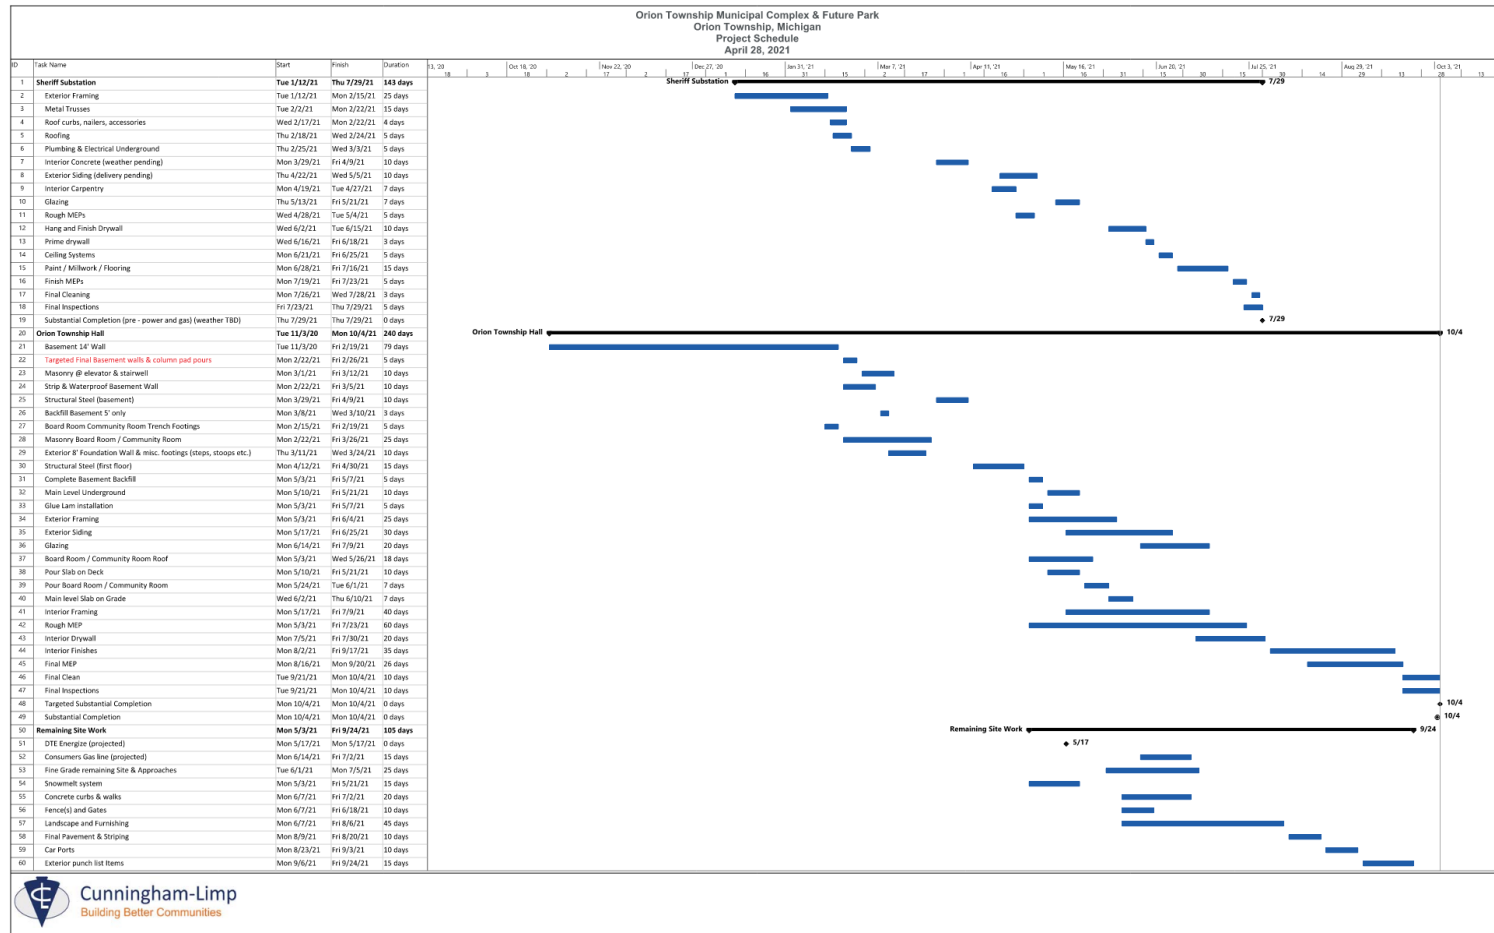 Orion Township Municipal Complex & Future Park
Orion Township, Michigan
Project Schedule
April 28, 2021
ID Task Name Start Finish Duration 13, '20 Oct 18, '20 Nov 22, '20 Dec 27, '20 Jan 31, '21 Mar 7, '21 Apr 11, '21 May 16, '21 Jun 20, '21 Jul 25, '21 Aug 29, '21 Oct 3, '21
18 3 18 2 17 2 17 1 16 31 15 2 17 1 16 1 16 31 15 30 15 30 14 29 13 28 13
1 Sheriff Substation Tue 1/12/21 Thu 7/29/21 143 days Sheriff Substation 7/29
2 Exterior Framing Tue 1/12/21 Mon 2/15/21 25 days
3 Metal Trusses Tue 2/2/21 Mon 2/22/21 15 days
4 Roof curbs, nailers, accessories Wed 2/17/21 Mon 2/22/21 4 days
5 Roofing Thu 2/18/21 Wed 2/24/21 5 days
6 Plumbing & Electrical Underground Thu 2/25/21 Wed 3/3/21 5 days
7 Interior Concrete (weather pending) Mon 3/29/21 Fri 4/9/21 10 days
8 Exterior Siding (delivery pending) Thu 4/22/21 Wed 5/5/21 10 days
9 Interior Carpentry Mon 4/19/21 Tue 4/27/21 7 days
10 Glazing Thu 5/13/21 Fri 5/21/21 7 days
11 Rough MEPs Wed 4/28/21 Tue 5/4/21 5 days
12 Hang and Finish Drywall Wed 6/2/21 Tue 6/15/21 10 days
13 Prime drywall Wed 6/16/21 Fri 6/18/21 3 days
14 Ceiling Systems Mon 6/21/21 Fri 6/25/21 5 days
15 Paint / Millwork / Flooring Mon 6/28/21 Fri 7/16/21 15 days
16 Finish MEPs Mon 7/19/21 Fri 7/23/21 5 days
17 Final Cleaning Mon 7/26/21 Wed 7/28/21 3 days
18 Final Inspections Fri 7/23/21 Thu 7/29/21 5 days
19 Substantial Completion (pre - power and gas) (weather TBD) Thu 7/29/21 Thu 7/29/21 0 days 7/29
20 Orion Township Hall Tue 11/3/20 Mon 10/4/21 240 days Orion Township Hall 10/4
21 Basement 14' Wall Tue 11/3/20 Fri 2/19/21 79 days
22 Targeted Final Basement walls & column pad pours Mon 2/22/21 Fri 2/26/21 5 days
23 Masonry @ elevator & stairwell Mon 3/1/21 Fri 3/12/21 10 days
24 Strip & Waterproof Basement Wall Mon 2/22/21 Fri 3/5/21 10 days
25 Structural Steel (basement) Mon 3/29/21 Fri 4/9/21 10 days
26 Backfill Basement 5' only Mon 3/8/21 Wed 3/10/21 3 days
27 Board Room Community Room Trench Footings Mon 2/15/21 Fri 2/19/21 5 days
28 Masonry Board Room / Community Room Mon 2/22/21 Fri 3/26/21 25 days
29 Exterior 8' Foundation Wall & misc. footings (steps, stoops etc.) Thu 3/11/21 Wed 3/24/21 10 days
30 Structural Steel (first floor) Mon 4/12/21 Fri 4/30/21 15 days
31 Complete Basement Backfill Mon 5/3/21 Fri 5/7/21 5 days
32 Main Level Underground Mon 5/10/21 Fri 5/21/21 10 days
33 Glue Lam installation Mon 5/3/21 Fri 5/7/21 5 days
34 Exterior Framing Mon 5/3/21 Fri 6/4/21 25 days
35 Exterior Siding Mon 5/17/21 Fri 6/25/21 30 days
36 Glazing Mon 6/14/21 Fri 7/9/21 20 days
37 Board Room / Community Room Roof Mon 5/3/21 Wed 5/26/21 18 days
38 Pour Slab on Deck Mon 5/10/21 Fri 5/21/21 10 days
39 Pour Board Room / Community Room Mon 5/24/21 Tue 6/1/21 7 days
40 Main level Slab on Grade Wed 6/2/21 Thu 6/10/21 7 days
41 Interior Framing Mon 5/17/21 Fri 7/9/21 40 days
42 Rough MEP Mon 5/3/21 Fri 7/23/21 60 days
43 Interior Drywall Mon 7/5/21 Fri 7/30/21 20 days
44 Interior Finishes Mon 8/2/21 Fri 9/17/21 35 days
45 Final MEP Mon 8/16/21 Mon 9/20/21 26 days
46 Final Clean Tue 9/21/21 Mon 10/4/21 10 days
47 Final Inspections Tue 9/21/21 Mon 10/4/21 10 days
48 Targeted Substantial Completion Mon 10/4/21 Mon 10/4/21 0 days 10/4
49 Substantial Completion Mon 10/4/21 Mon 10/4/21 0 days 10/4
50 Remaining Site Work Mon 5/3/21 Fri 9/24/21 105 days Remaining Site Work 9/24
51 DTE Energize (projected) Mon 5/17/21 Mon 5/17/21 0 days 5/17
52 Consumers Gas line (projected) Mon 6/14/21 Fri 7/2/21 15 days
53 Fine Grade remaining Site & Approaches Tue 6/1/21 Mon 7/5/21 25 days
54 Snowmelt system Mon 5/3/21 Fri 5/21/21 15 days
55 Concrete curbs & walks Mon 6/7/21 Fri 7/2/21 20 days
56 Fence(s) and Gates Mon 6/7/21 Fri 6/18/21 10 days
57 Landscape and Furnishing Mon 6/7/21 Fri 8/6/21 45 days
58 Final Pavement & Striping Mon 8/9/21 Fri 8/20/21 10 days
59 Car Ports Mon 8/23/21 Fri 9/3/21 10 days
60 Exterior punch list Items Mon 9/6/21 Fri 9/24/21 15 days
Cunningham-Limp
Building Better Communities